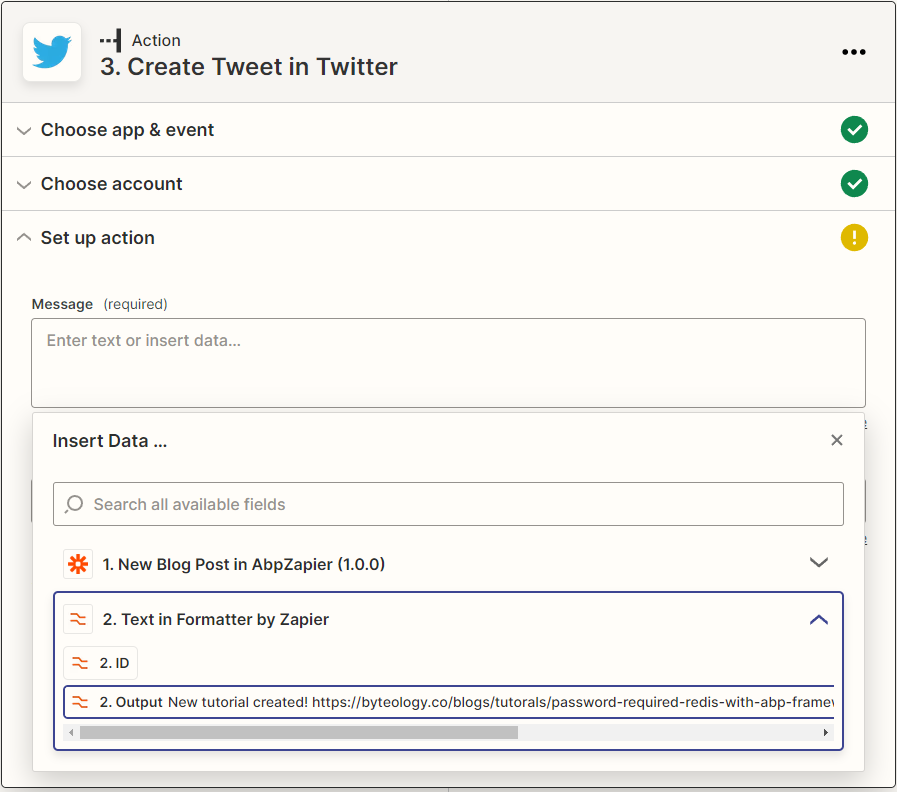 Action
3. Create Tweet in Twitter
Choose app & event
Choose account
Set up action
Message (required)
Enter text or insert data...
Insert Data ...
Search all available fields
1. New Blog Post in AbpZapier (1.0.0)
2. Text in Formatter by Zapier
2. ID
2. Output New tutorial created! https://byteology.co/blogs/tutorals/password-required-redis-with-abp-framew